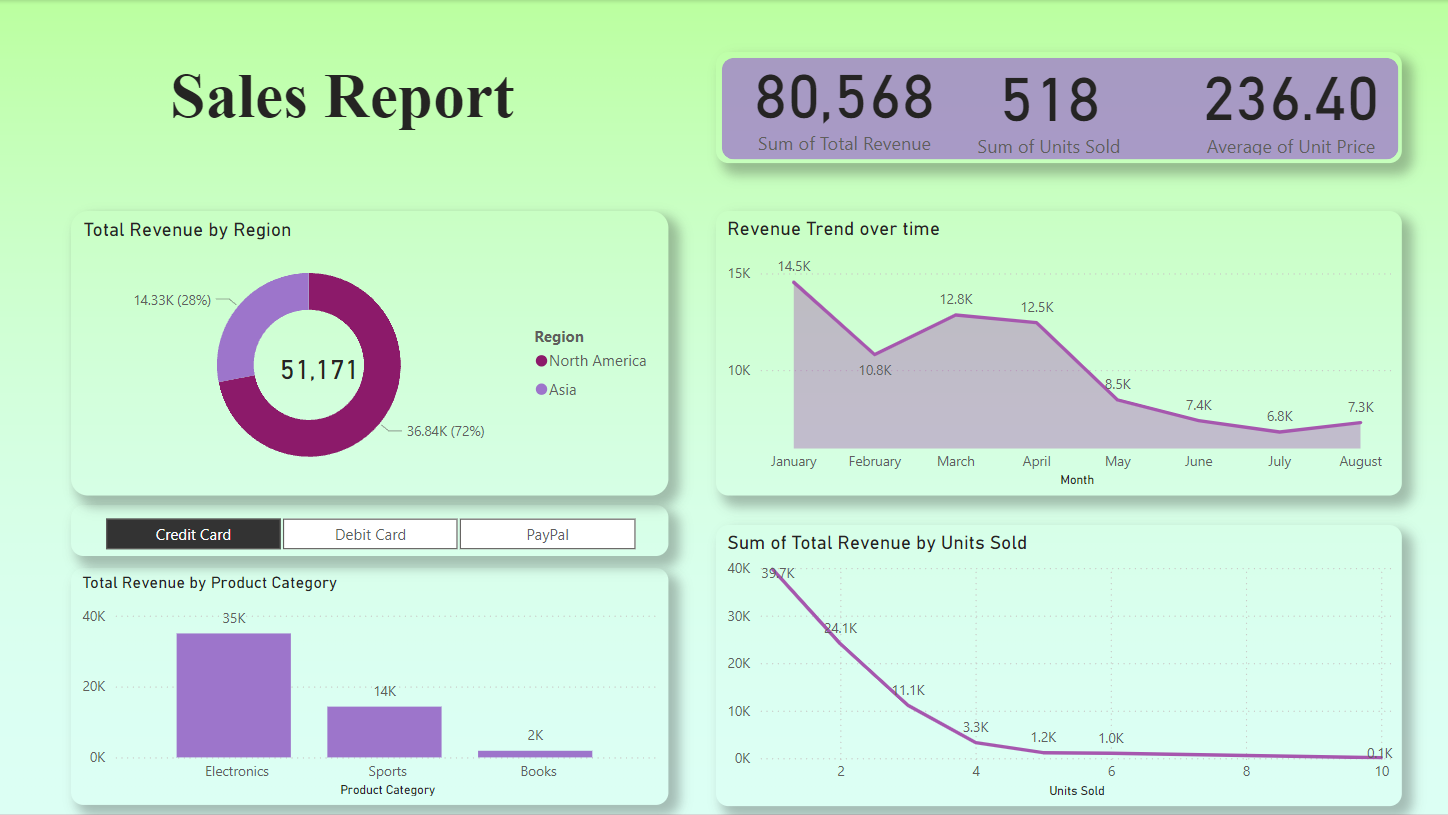 Sales Report
80,568
Sum of Total Revenue
518
Sum of Units Sold
236.40
Average of Unit Price
Total Revenue by Region
14.33K (28%)
51,171
36.84K (72%)
Region
North America
Asia
Revenue Trend over time
15K
10K
14.5K
10.8K
12.8K
12.5K
8.5K
7.4K
6.8K
7.3K
January February March April May June July August
Month
Credit Card Debit Card PayPal
Total Revenue by Product Category
40K
20K
0K
35K
14K
2K
Electronics Sports Books
Product Category
Sum of Total Revenue by Units Sold
40K
30K
20K
10K
0K
39.7K
24.1K
11.1K
3.3K
1.2K
1.0K
0.1K
2 4 6 8 10
Units Sold